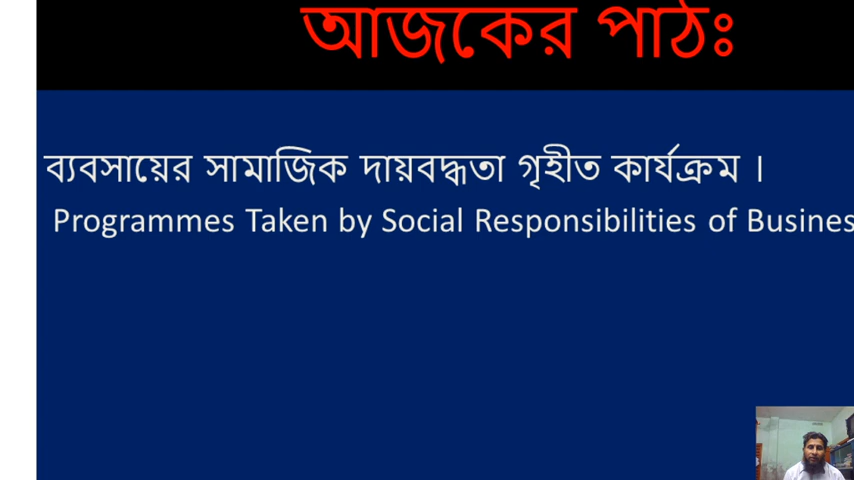 আজকের পাঠঃ
ব্যবসায়ের সামাজিক দায়বদ্ধতা গৃহীত কার্যক্রম ।
Programmes Taken by Social Responsibilities of Busines